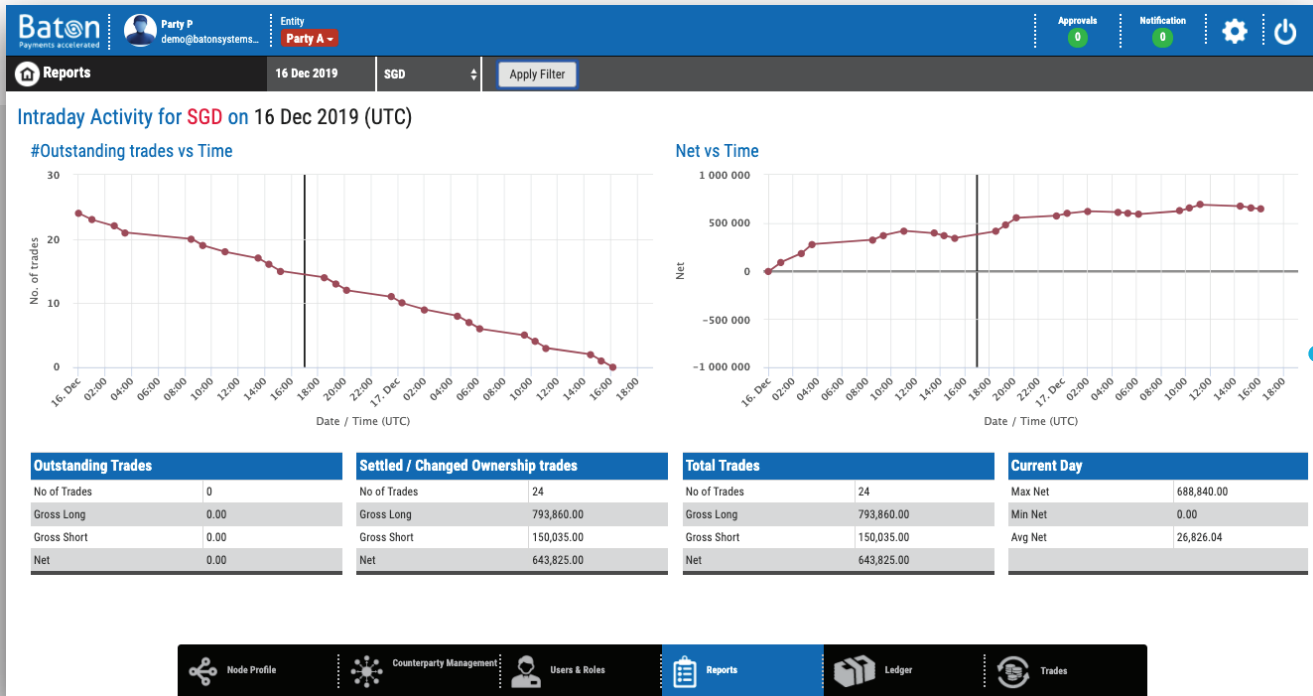 Baton
Payments accelerated
Party P
demo@batonsystems...
Entity
Party A
Approvals
0
Notification
0
Reports
16 Dec 2019
SGD
Apply Filter
Intraday Activity for SGD on 16 Dec 2019 (UTC)
#Outstanding trades vs Time
30
20
10
0
No. of trades
16. Dec 02:00 04:00 06:00 08:00 10:00 12:00 14:00 16:00 18:00 20:00 22:00 17. Dec 02:00 04:00 06:00 08:00 10:00 12:00 14:00 16:00 18:00
Date / Time (UTC)
Net vs Time
1 000 000
500 000
0
−500 000
−1 000 000
Net
16. Dec 02:00 04:00 06:00 08:00 10:00 12:00 14:00 16:00 18:00 20:00 22:00 17. Dec 02:00 04:00 06:00 08:00 10:00 12:00 14:00 16:00 18:00
Date / Time (UTC)
Outstanding Trades
No of Trades 0
Gross Long 0.00
Gross Short 0.00
Net 0.00
Settled / Changed Ownership trades
No of Trades 24
Gross Long 793,860.00
Gross Short 150,035.00
Net 643,825.00
Total Trades
No of Trades 24
Gross Long 793,860.00
Gross Short 150,035.00
Net 643,825.00
Current Day
Max Net 688,840.00
Min Net 0.00
Avg Net 26,826.04
Node Profile
Counterparty Management
Users & Roles
Reports
Ledger
Trades